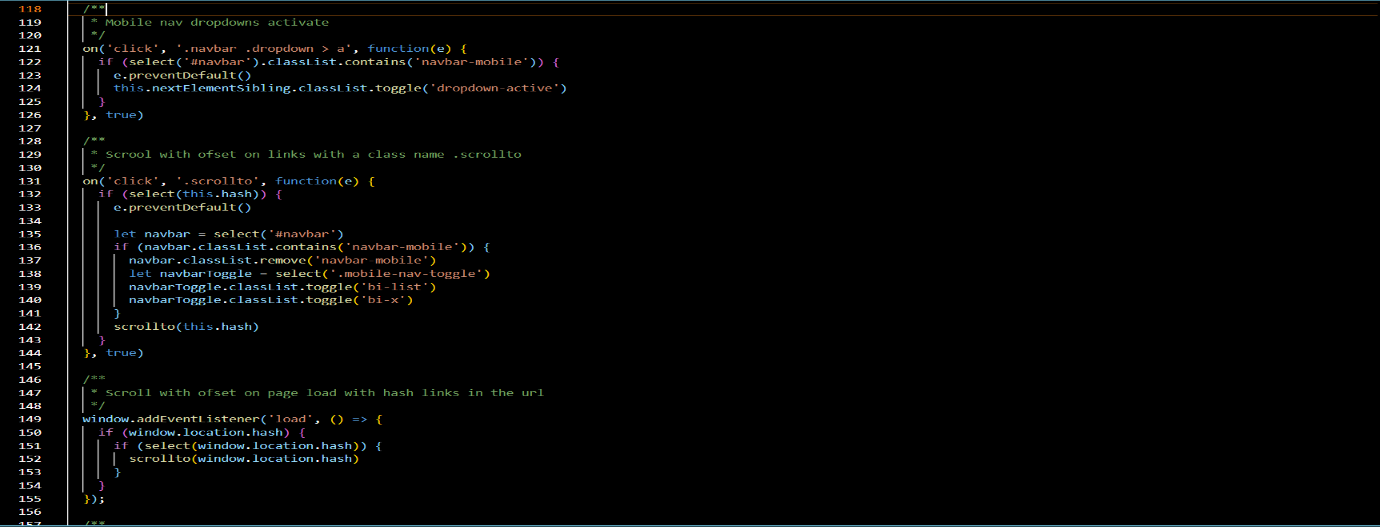 118 /**
119 * Mobile nav dropdowns activate
120 */
121 on('click', '.navbar .dropdown > a', function(e) {
122 if (select('#navbar').classList.contains('navbar-mobile')) {
123 e.preventDefault()
124 this.nextElementSibling.classList.toggle('dropdown-active')
125 }
126 }, true)
127
128 /**
129 * Scrool with ofset on links with a class name .scrollto
130 */
131 on('click', '.scrollto', function(e) {
132 if (select(this.hash)) {
133 e.preventDefault()
134
135 let navbar = select('#navbar')
136 if (navbar.classList.contains('navbar-mobile')) {
137 navbar.classList.remove('navbar-mobile')
138 let navbarToggle = select('.mobile-nav-toggle')
139 navbarToggle.classList.toggle('bi-list')
140 navbarToggle.classList.toggle('bi-x')
141 }
142 scrollto(this.hash)
143 }
144 }, true)
145
146 /**
147 * Scroll with ofset on page load with hash links in the url
148 */
149 window.addEventListener('load', () => {
150 if (window.location.hash) {
151 if (select(window.location.hash)) {
152 scrollto(window.location.hash)
153 }
154 }
155 });
156
157 /**